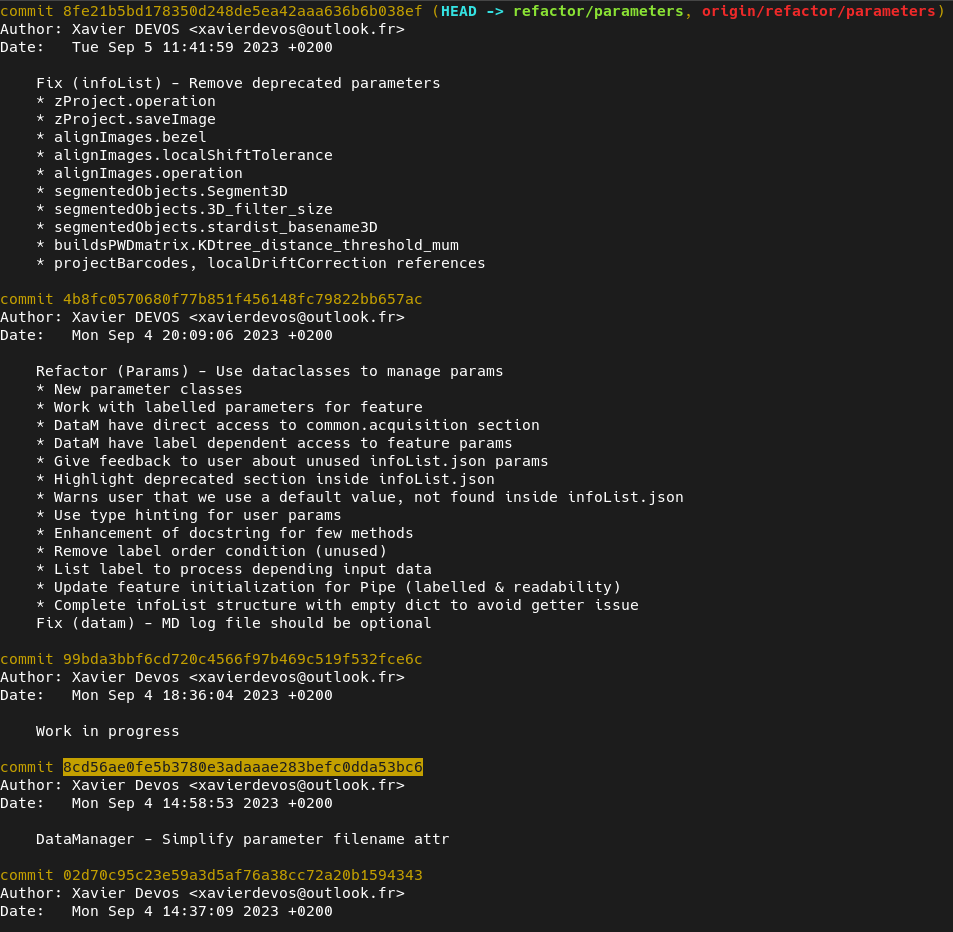 commit 8fe21b5bd178350d248de5ea42aaa636b6b038ef (HEAD -> refactor/parameters, origin/refactor/parameters)
Author: Xavier DEVOS <xavierdevos@outlook.fr>
Date:   Tue Sep 5 11:41:59 2023 +0200
    Fix (infoList) - Remove deprecated parameters
    * zProject.operation
    * zProject.saveImage
    * alignImages.bezel
    * alignImages.localShiftTolerance
    * alignImages.operation
    * segmentedObjects.Segment3D
    * segmentedObjects.3D_filter_size
    * segmentedObjects.stardist_basename3D
    * buildsPWDmatrix.KDtree_distance_threshold_mum
    * projectBarcodes, localDriftCorrection references
commit 4b8fc0570680f77b851f456148fc79822bb657ac
Author: Xavier DEVOS <xavierdevos@outlook.fr>
Date:   Mon Sep 4 20:09:06 2023 +0200
    Refactor (Params) - Use dataclasses to manage params
    * New parameter classes
    * Work with labelled parameters for feature
    * DataM have direct access to common.acquisition section
    * DataM have label dependent access to feature params
    * Give feedback to user about unused infoList.json params
    * Highlight deprecated section inside infoList.json
    * Warns user that we use a default value, not found inside infoList.json
    * Use type hinting for user params
    * Enhancement of docstring for few methods
    * Remove label order condition (unused)
    * List label to process depending input data
    * Update feature initialization for Pipe (labelled & readability)
    * Complete infoList structure with empty dict to avoid getter issue
    Fix (datam) - MD log file should be optional
commit 99bda3bbf6cd720c4566f97b469c519f532fce6c
Author: Xavier Devos <xavierdevos@outlook.fr>
Date:   Mon Sep 4 18:36:04 2023 +0200
    Work in progress
commit 8cd56ae0fe5b3780e3adaaae283befc0dda53bc6
Author: Xavier Devos <xavierdevos@outlook.fr>
Date:   Mon Sep 4 14:58:53 2023 +0200
    DataManager - Simplify parameter filename attr
commit 02d70c95c23e59a3d5af76a38cc72a20b1594343
Author: Xavier Devos <xavierdevos@outlook.fr>
Date:   Mon Sep 4 14:37:09 2023 +0200